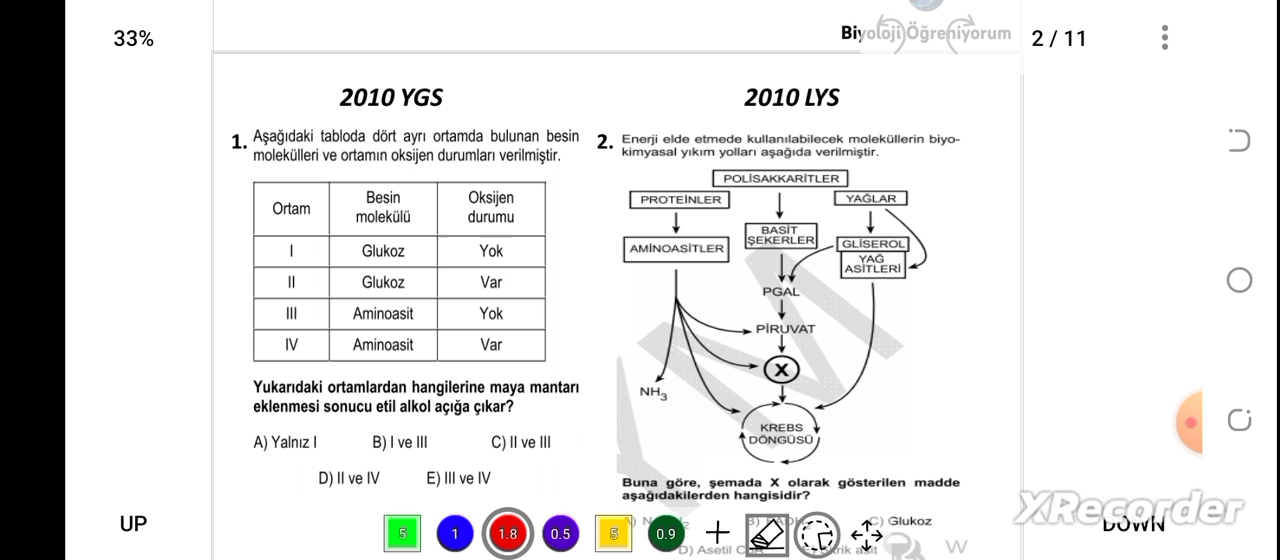 33%
BiyolojiÖğreniyorum
2 / 11
2010 YGS
1. Aşağıdaki tabloda dört ayrı ortamda bulunan besin
molekülleri ve ortamın oksijen durumları verilmiştir.
Ortam
Besin
molekülü
Oksijen
durumu
I Glukoz Yok
II Glukoz Var
III Aminoasit Yok
IV Aminoasit Var
Yukarıdaki ortamlardan hangilerine maya mantarı
eklenmesi sonucu etil alkol açığa çıkar?
A) Yalnız I B) I ve III C) II ve III
D) II ve IV E) III ve IV
2010 LYS
2. Enerji elde etmede kullanılabilecek moleküllerin biyo-
kimyasal yıkım yolları aşağıda verilmiştir.
POLİSAKKARİTLER
PROTEİNLER
YAĞLAR
AMİNOASİTLER
BASİT
ŞEKERLER
GLİSEROL
YAĞ
ASİTLERİ
PGAL
PİRUVAT
X
NH3
KREBS
DÖNGÜSÜ
Buna göre, şemada X olarak gösterilen madde
aşağıdakilerden hangisidir?
C) Glukoz
D) Asetil
UP
5
1
1.8
0.5
5
0.9
XRecorder
DOWN